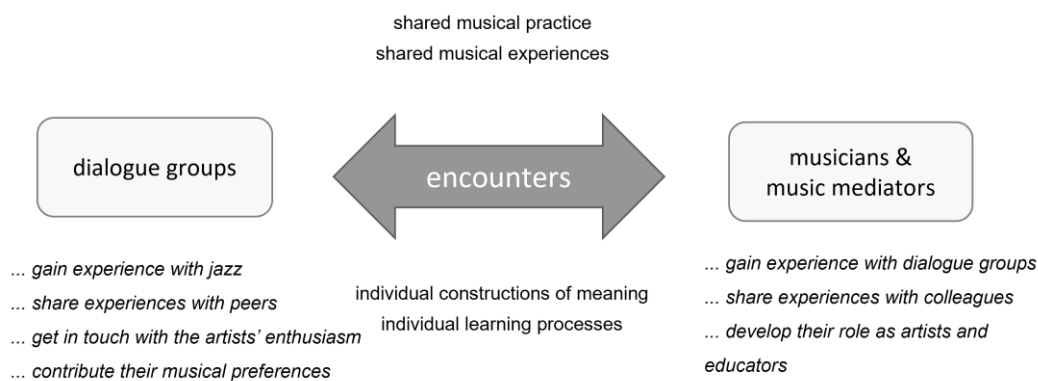 shared musical practice
shared musical experiences
dialogue groups
encounters
musicians &
music mediators
... gain experience with jazz
... share experiences with peers
... get in touch with the artists’ enthusiasm
... contribute their musical preferences
individual constructions of meaning
individual learning processes
... gain experience with dialogue groups
... share experiences with colleagues
... develop their role as artists and
educators